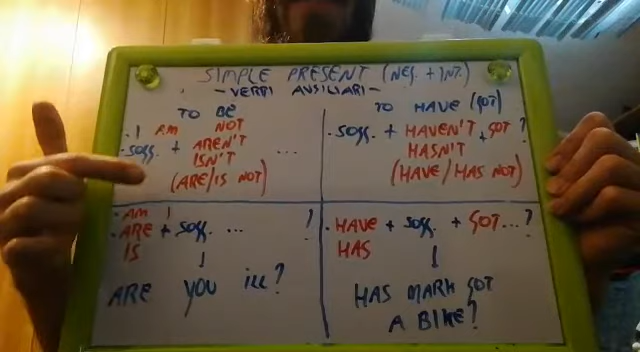 SIMPLE PRESENT (NEG. + INT.)
- VERBI AUSILIARI -
TO BE
. I AM NOT
. SOGG. + AREN'T ...
ISN'T
(ARE/IS NOT)
TO HAVE (GOT)
. SOGG. + HAVEN'T + GOT ?
HASN'T
(HAVE/HAS NOT)
. AM I
. ARE + SOGG. ... ?
IS
ARE YOU ILL?
. HAVE + SOGG. + GOT...?
HAS
HAS MARK GOT
A BIKE?